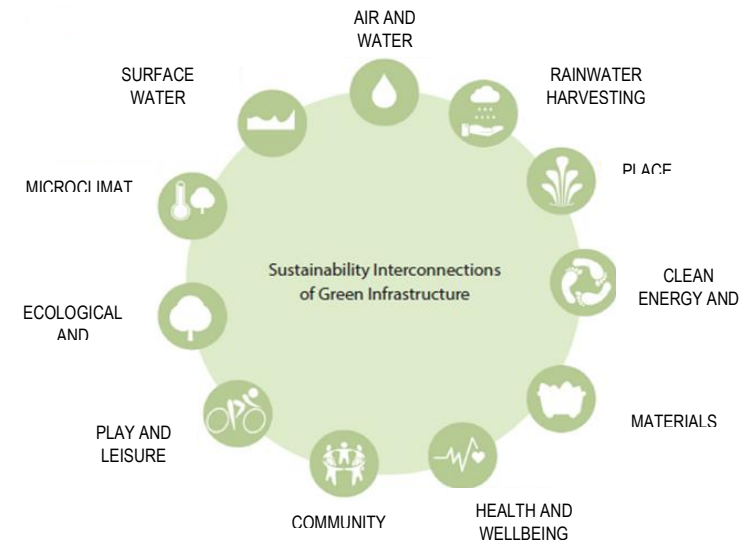 AIR AND
WATER
RAINWATER
HARVESTING
PLACE
CLEAN
ENERGY AND
MATERIALS
HEALTH AND
WELLBEING
COMMUNITY
PLAY AND
LEISURE
ECOLOGICAL
AND
MICROCLIMAT
SURFACE
WATER
Sustainability Interconnections
of Green Infrastructure